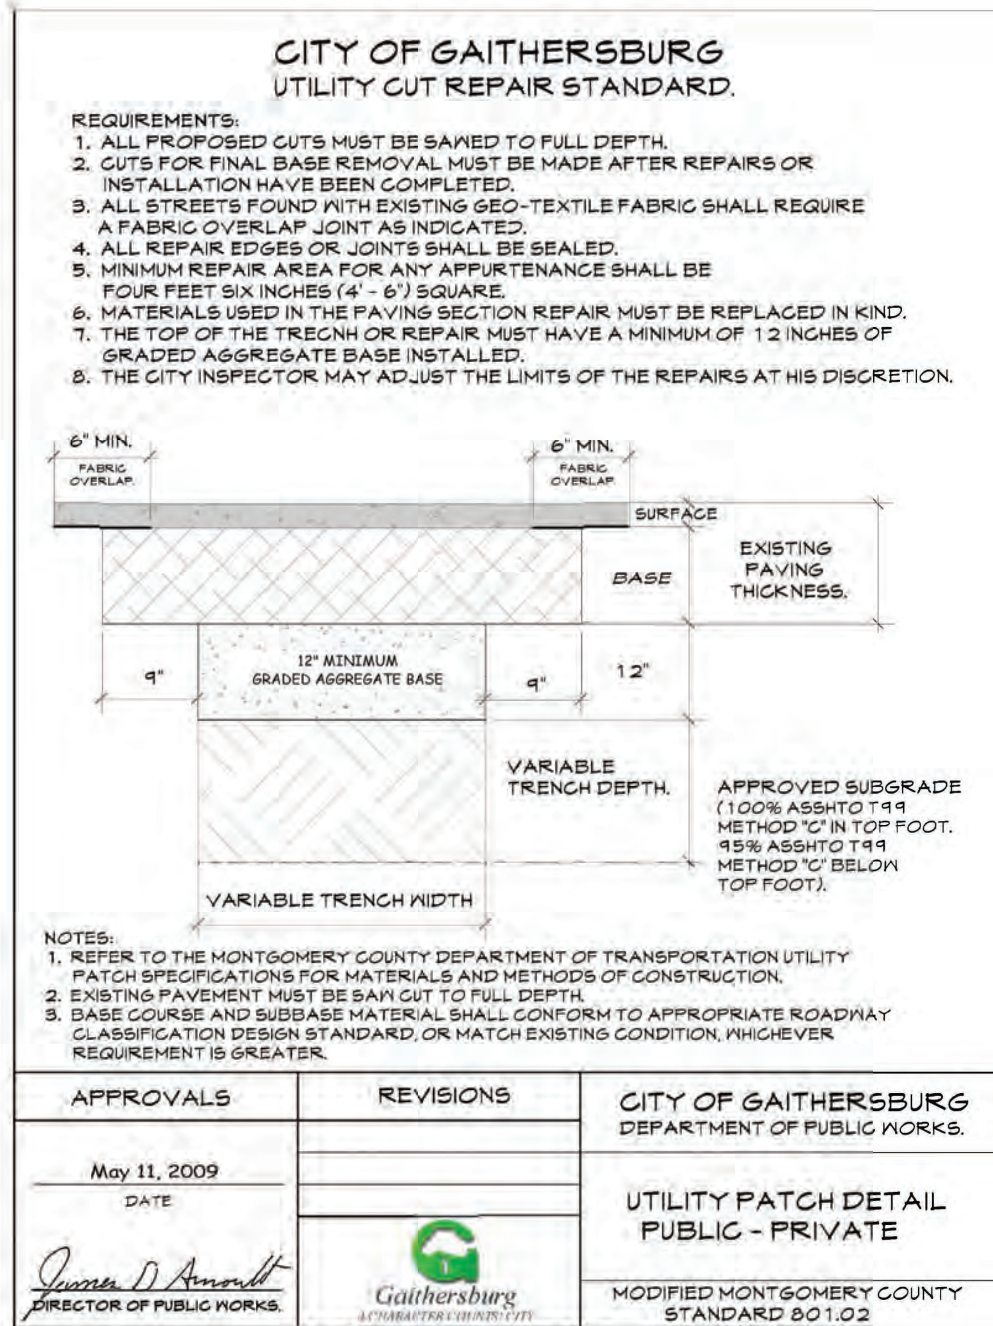 CITY OF GAITHERSBURG
UTILITY CUT REPAIR STANDARD.
REQUIREMENTS:
1. ALL PROPOSED CUTS MUST BE SAWED TO FULL DEPTH.
2. CUTS FOR FINAL BASE REMOVAL MUST BE MADE AFTER REPAIRS OR
INSTALLATION HAVE BEEN COMPLETED.
3. ALL STREETS FOUND WITH EXISTING GEO-TEXTILE FABRIC SHALL REQUIRE
A FABRIC OVERLAP JOINT AS INDICATED.
4. ALL REPAIR EDGES OR JOINTS SHALL BE SEALED.
5. MINIMUM REPAIR AREA FOR ANY APPURTENANCE SHALL BE
FOUR FEET SIX INCHES (4' - 6") SQUARE.
6. MATERIALS USED IN THE PAVING SECTION REPAIR MUST BE REPLACED IN KIND.
7. THE TOP OF THE TRECNH OR REPAIR MUST HAVE A MINIMUM OF 12 INCHES OF
GRADED AGGREGATE BASE INSTALLED.
8. THE CITY INSPECTOR MAY ADJUST THE LIMITS OF THE REPAIRS AT HIS DISCRETION.
6" MIN.
FABRIC
OVERLAP.
6" MIN.
FABRIC
OVERLAP.
SURFACE
BASE
EXISTING
PAVING
THICKNESS.
9"
12" MINIMUM
GRADED AGGREGATE BASE
9"
12"
VARIABLE
TRENCH DEPTH.
APPROVED SUBGRADE
(100% ASSHTO T99
METHOD "C" IN TOP FOOT.
95% ASSHTO T99
METHOD "C" BELOW
TOP FOOT).
VARIABLE TRENCH WIDTH
NOTES:
1. REFER TO THE MONTGOMERY COUNTY DEPARTMENT OF TRANSPORTATION UTILITY
PATCH SPECIFICATIONS FOR MATERIALS AND METHODS OF CONSTRUCTION.
2. EXISTING PAVEMENT MUST BE SAW CUT TO FULL DEPTH.
3. BASE COURSE AND SUBBASE MATERIAL SHALL CONFORM TO APPROPRIATE ROADWAY
CLASSIFICATION DESIGN STANDARD, OR MATCH EXISTING CONDITION, WHICHEVER
REQUIREMENT IS GREATER.
APPROVALS
May 11, 2009
DATE
James D Arnoult
DIRECTOR OF PUBLIC WORKS.
REVISIONS
Gaithersburg
A CHARACTER COUNTS! CITY
CITY OF GAITHERSBURG
DEPARTMENT OF PUBLIC WORKS.
UTILITY PATCH DETAIL
PUBLIC - PRIVATE
MODIFIED MONTGOMERY COUNTY
STANDARD 801.02